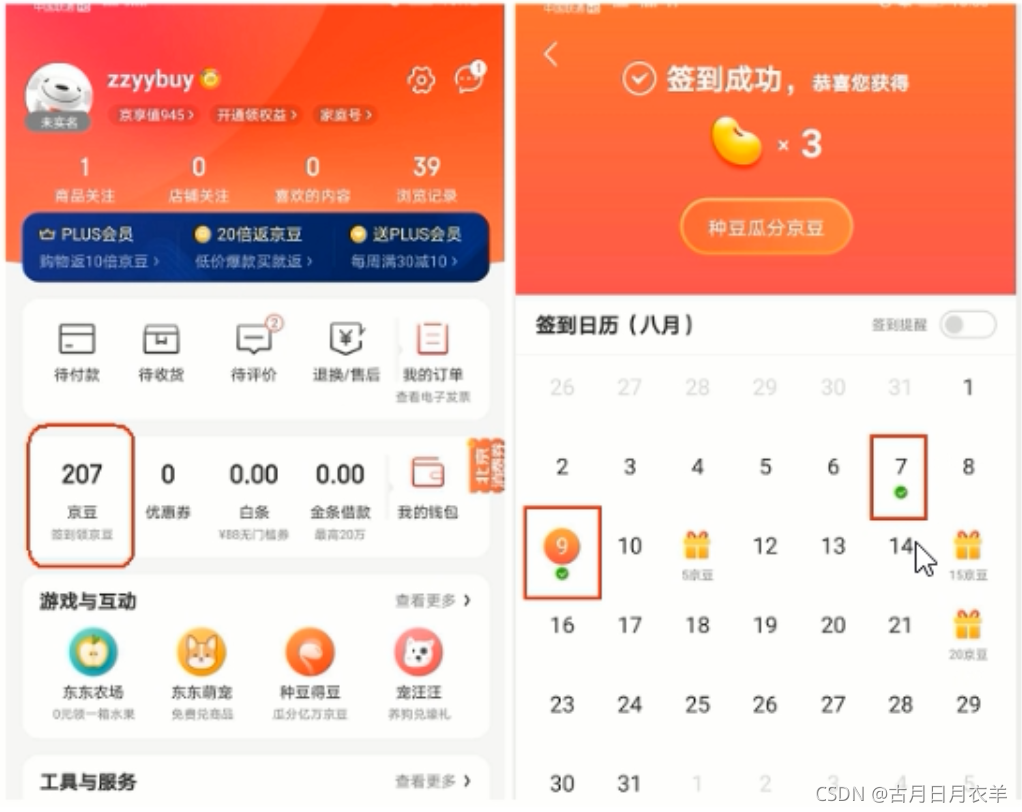 zzyybuy
1
未实名
京享值945 >
开通领权益 >
家庭号 >
1
0
0
39
商品关注
店铺关注
喜欢的内容
浏览记录
PLUS会员
20倍返京豆
送PLUS会员
购物返10倍京豆 >
低价爆款买就返 >
每周满30减10 >
2
待付款
待收货
待评价
退换/售后
我的订单
查看电子发票
207
0
0.00
0.00
北京
消费券
京豆
优惠券
白条
金条借款
我的钱包
签到领京豆
¥88无门槛券
最高20万
游戏与互动
查看更多 >
东东农场
东东萌宠
种豆得豆
宠汪汪
0元领一箱水果
免费兑商品
瓜分亿万京豆
养狗兑壕礼
工具与服务
查看更多 >
签到成功，恭喜您获得
× 3
种豆瓜分京豆
签到日历（八月）
签到提醒
26 27 28 29 30 31 1
2 3 4 5 6 7 8
9 10 12 13 14
5京豆 15京豆
16 17 18 19 20 21
20京豆
23 24 25 26 27 28 29
30 31 1 2 3 4 5
CSDN @古月日月衣羊